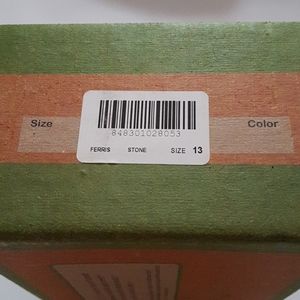 Size
Color
848301028053
FERRIS STONE SIZE 13